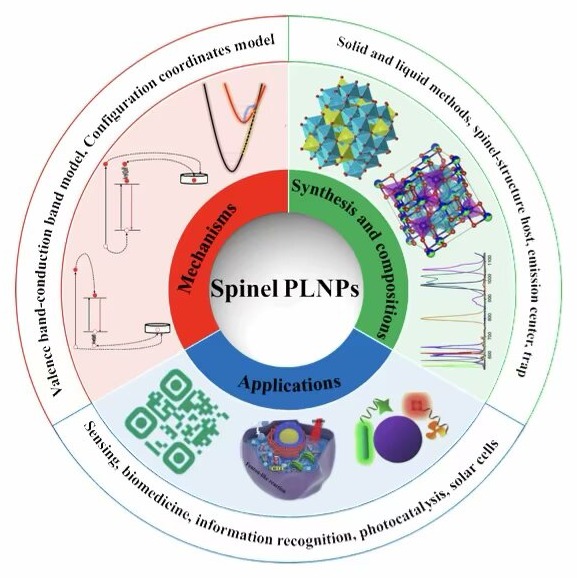 Valence band-conduction band model. Configuration coordinates model
Solid and liquid methods, spinel-structure host, emission center, trap
Mechanisms
Synthesis and compositions
Spinel PLNPs
Applications
Sensing, biomedicine, information recognition, photocatalysis, solar cells